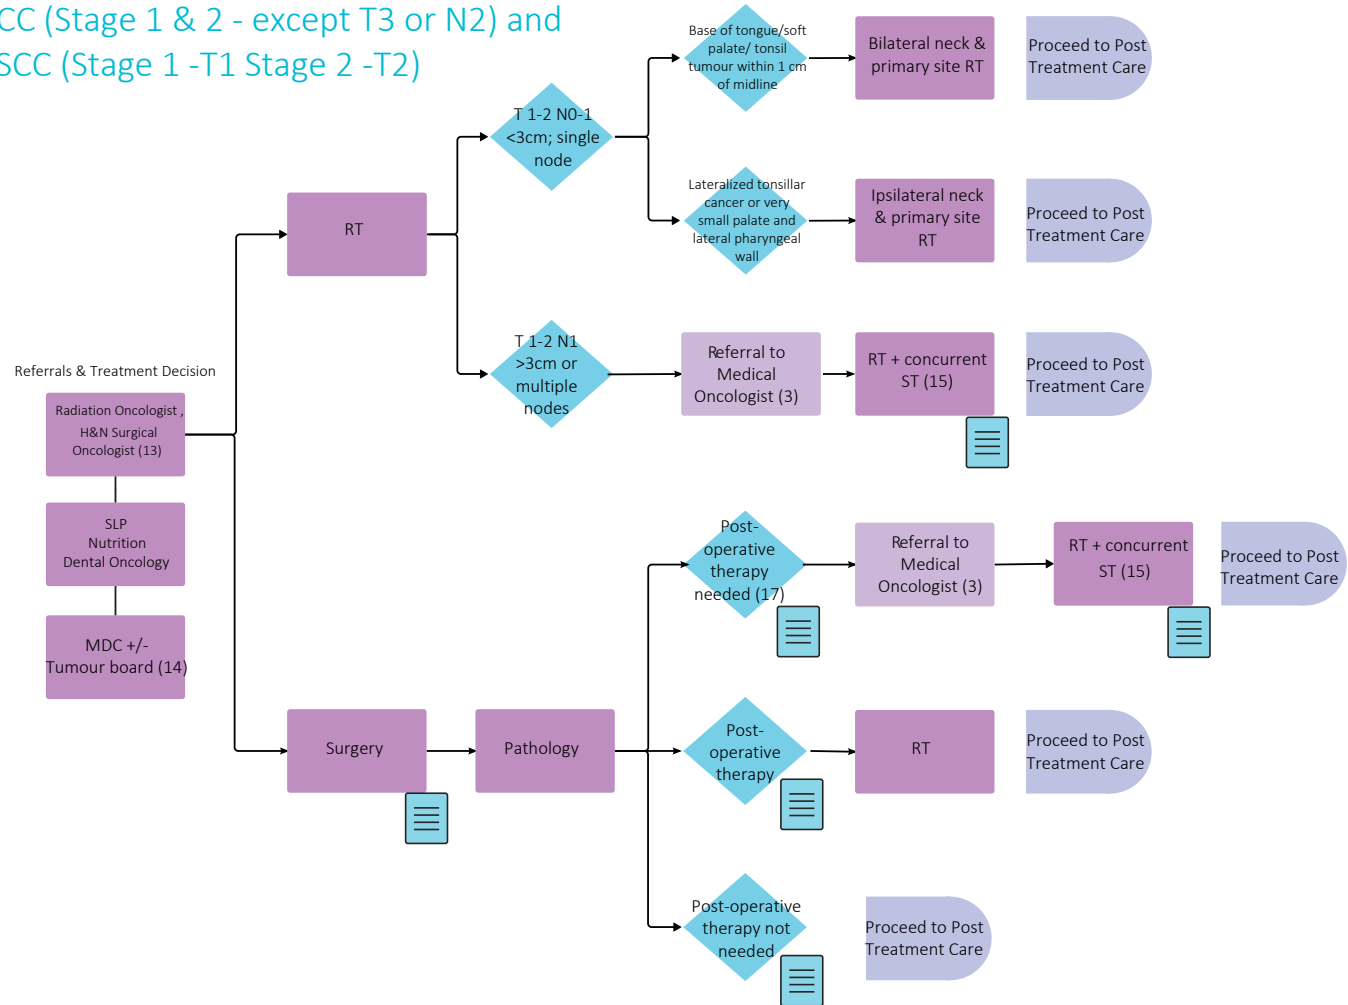 CC (Stage 1 & 2 - except T3 or N2) and
SCC (Stage 1 -T1 Stage 2 -T2)
Base of tongue/soft
palate/ tonsil
tumour within 1 cm
of midline
Bilateral neck &
primary site RT
Proceed to Post
Treatment Care
T 1-2 N0-1
<3cm; single
node
Lateralized tonsillar
cancer or very
small palate and
lateral pharyngeal
wall
Ipsilateral neck
& primary site
RT
Proceed to Post
Treatment Care
RT
T 1-2 N1
>3cm or
multiple
nodes
Referral to
Medical
Oncologist (3)
RT + concurrent
ST (15)
Proceed to Post
Treatment Care
Referrals & Treatment Decision
Radiation Oncologist ,
H&N Surgical
Oncologist (13)
SLP
Nutrition
Dental Oncology
MDC +/-
Tumour board (14)
Post-
operative
therapy
needed (17)
Referral to
Medical
Oncologist (3)
RT + concurrent
ST (15)
Proceed to Post
Treatment Care
Surgery
Pathology
Post-
operative
therapy
RT
Proceed to Post
Treatment Care
Post-operative
therapy not
needed
Proceed to Post
Treatment Care